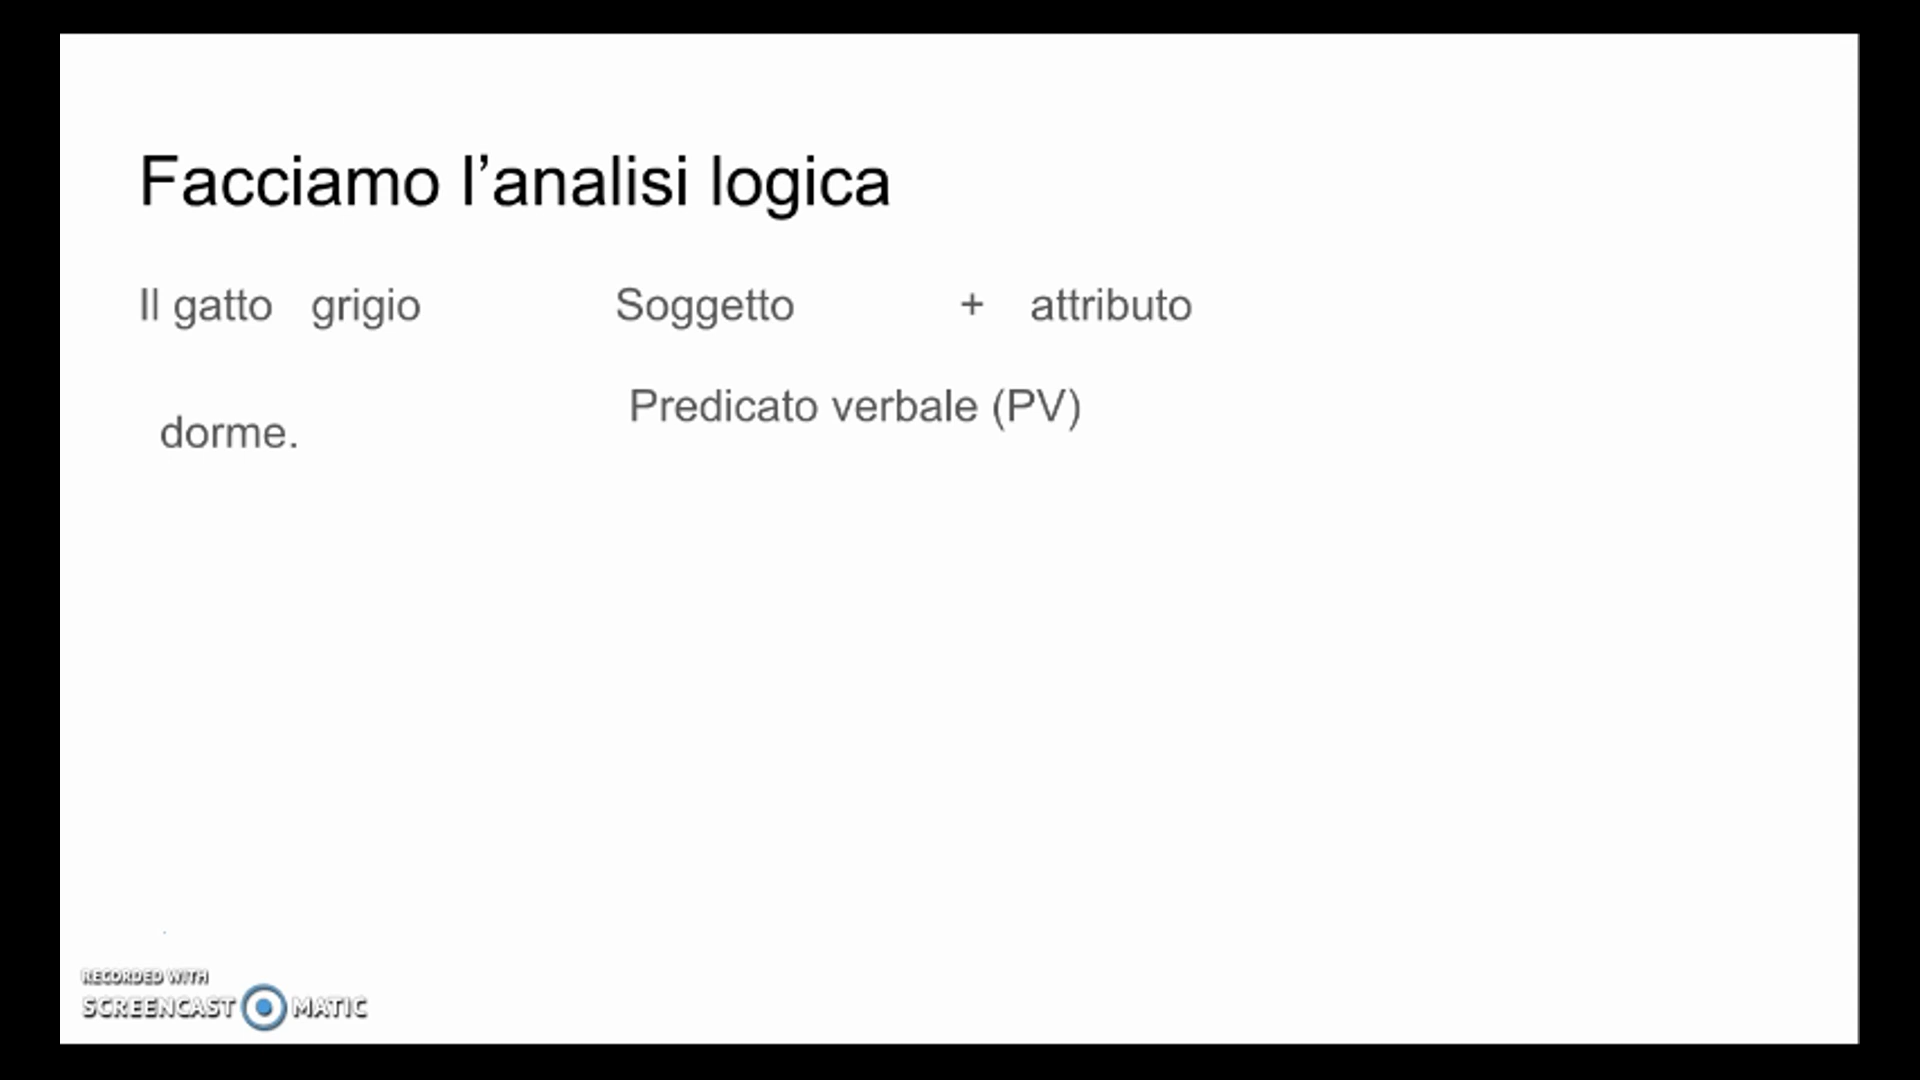 Facciamo l’analisi logica
Il gatto grigio Soggetto + attributo
Predicato verbale (PV)
dorme.
RECORDED WITH
SCREENCAST MATIC